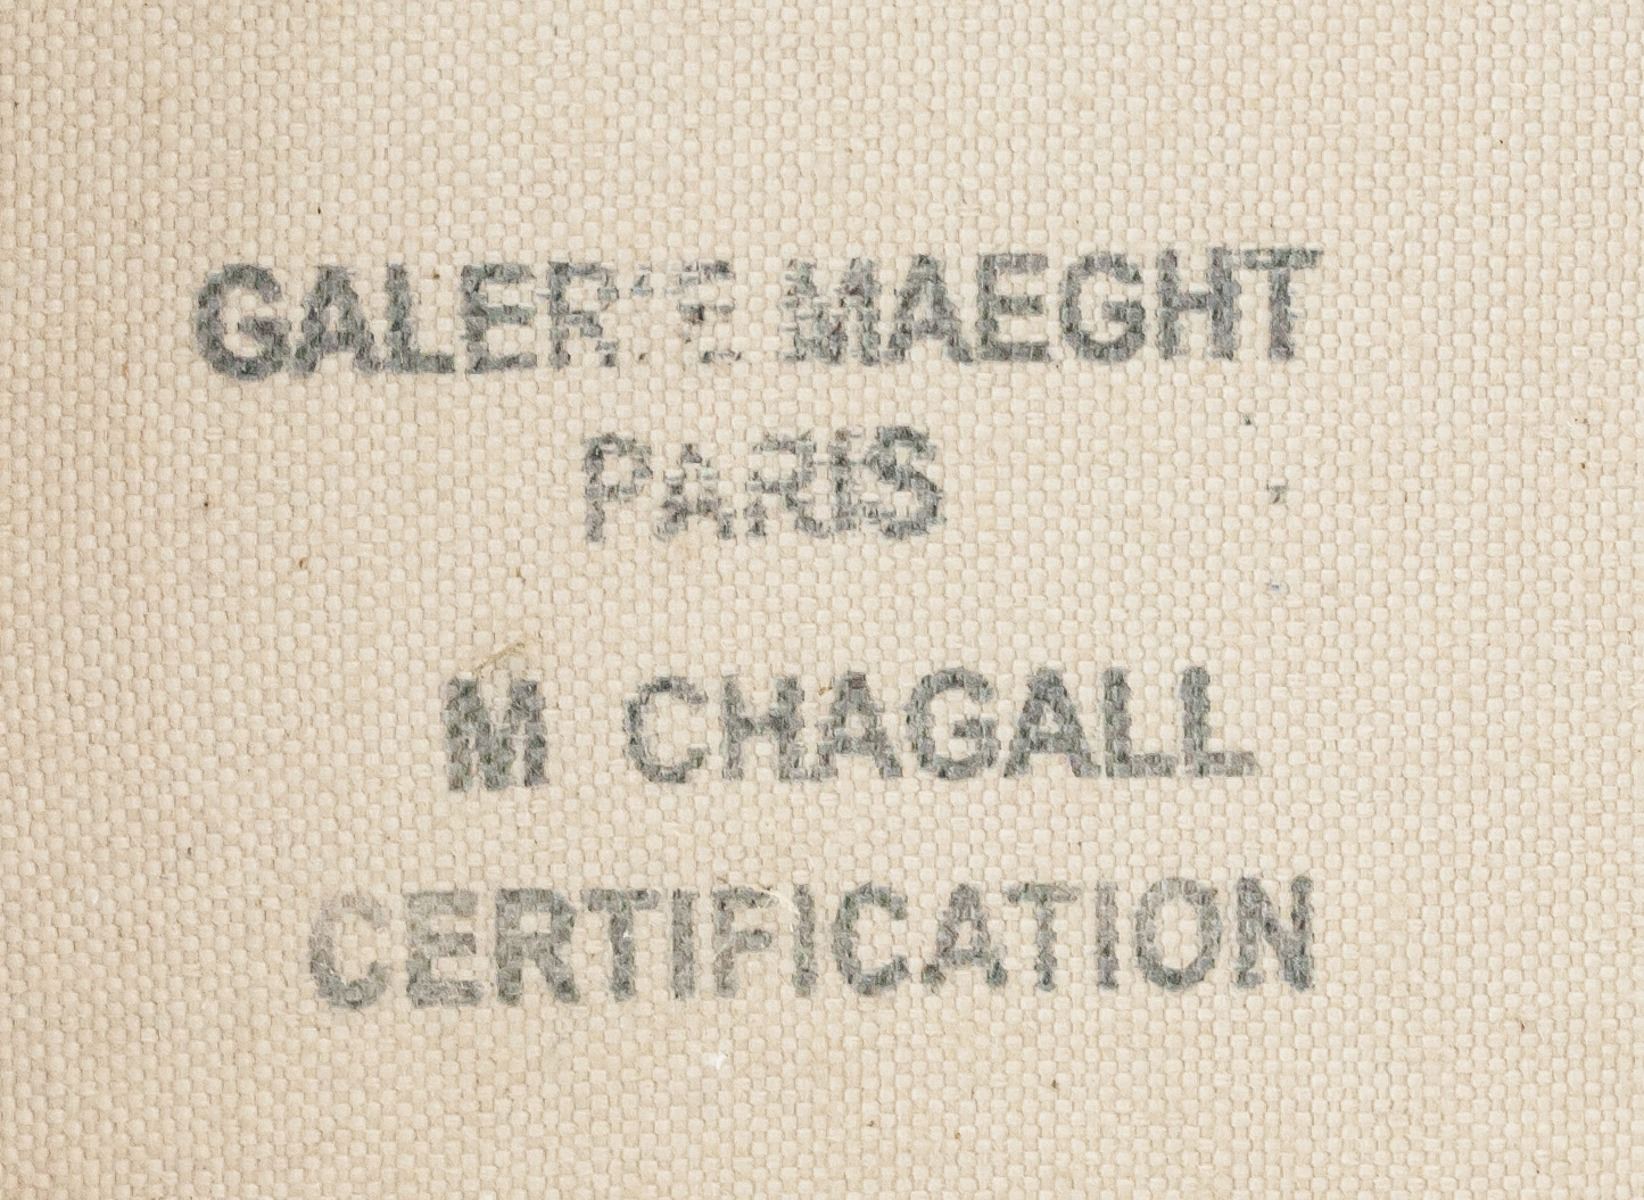 GALERIE MAEGHT
PARIS
M CHAGALL
CERTIFICATION